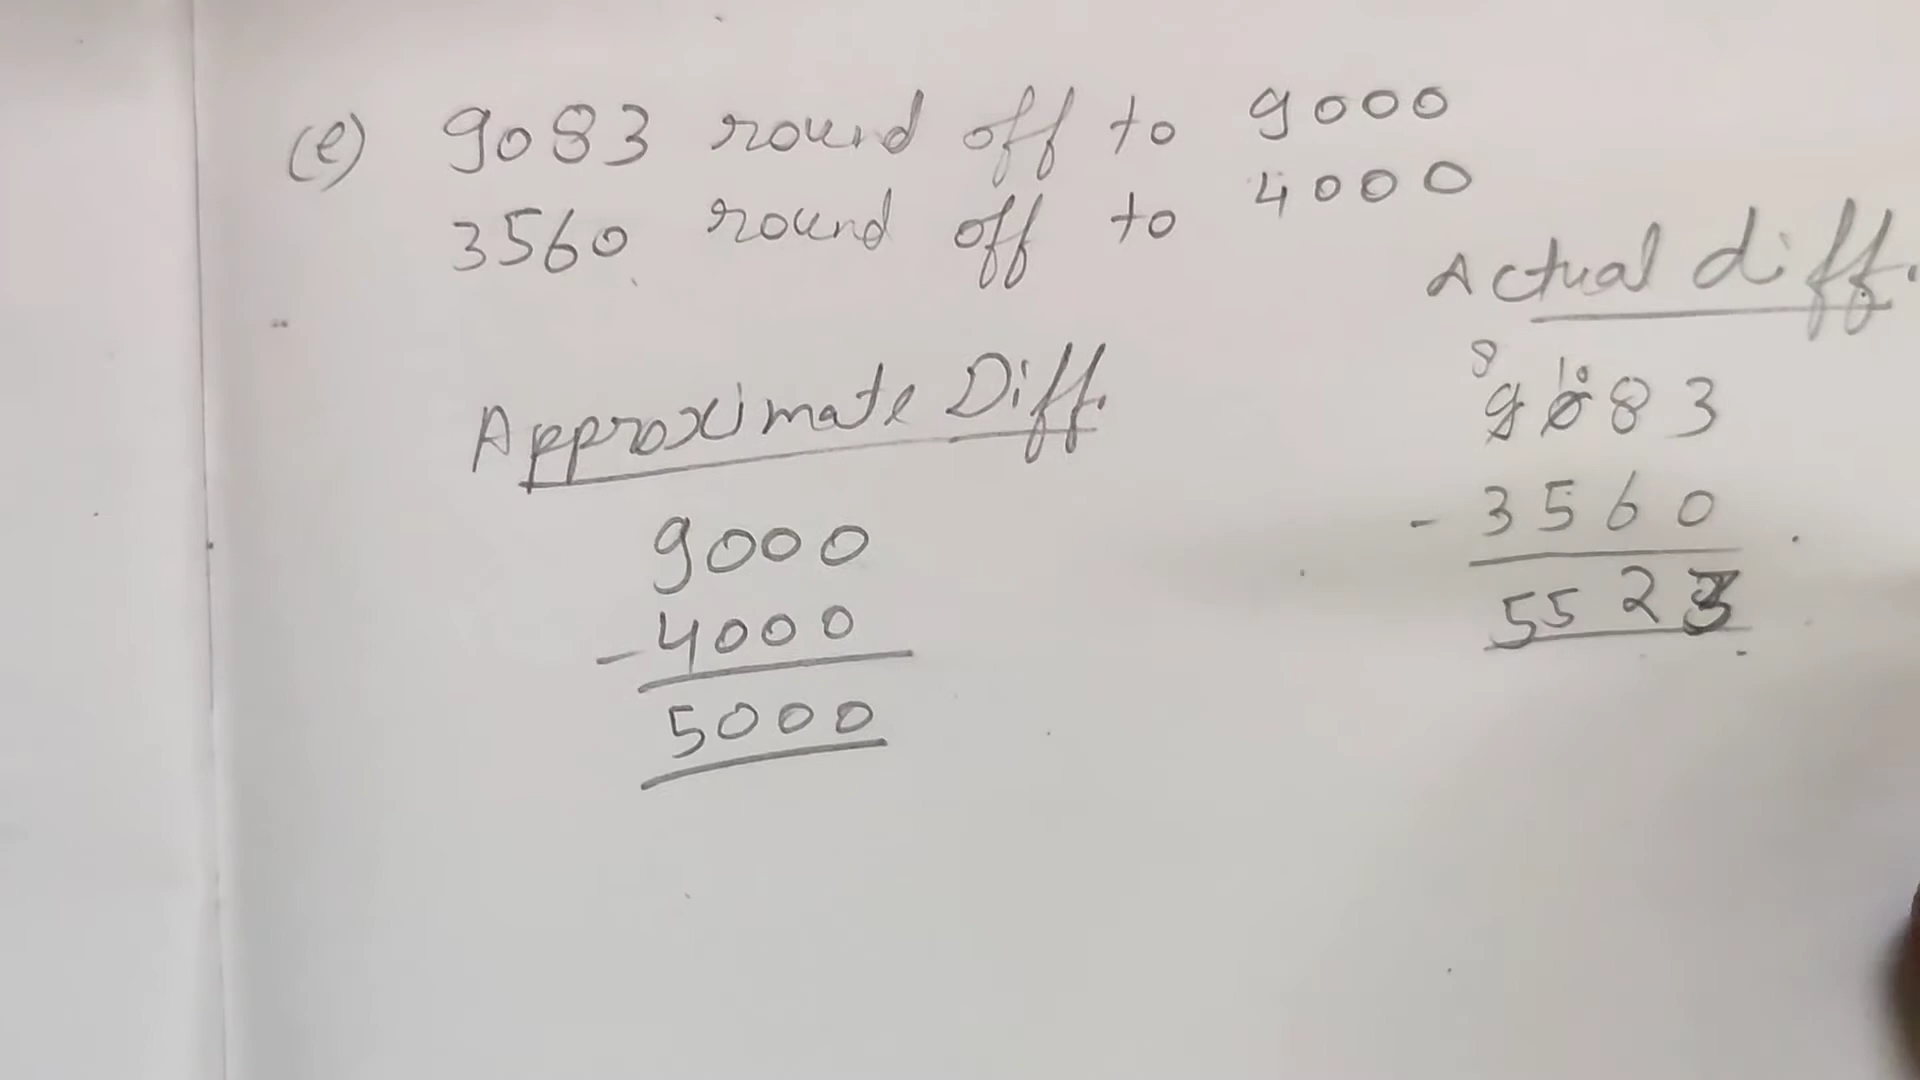 (e) 9083 round off to 9000
3560 round off to 4000
Approximate Diff.
9000
- 4000
5000
Actual diff.
8 10
9083
- 3560
5523